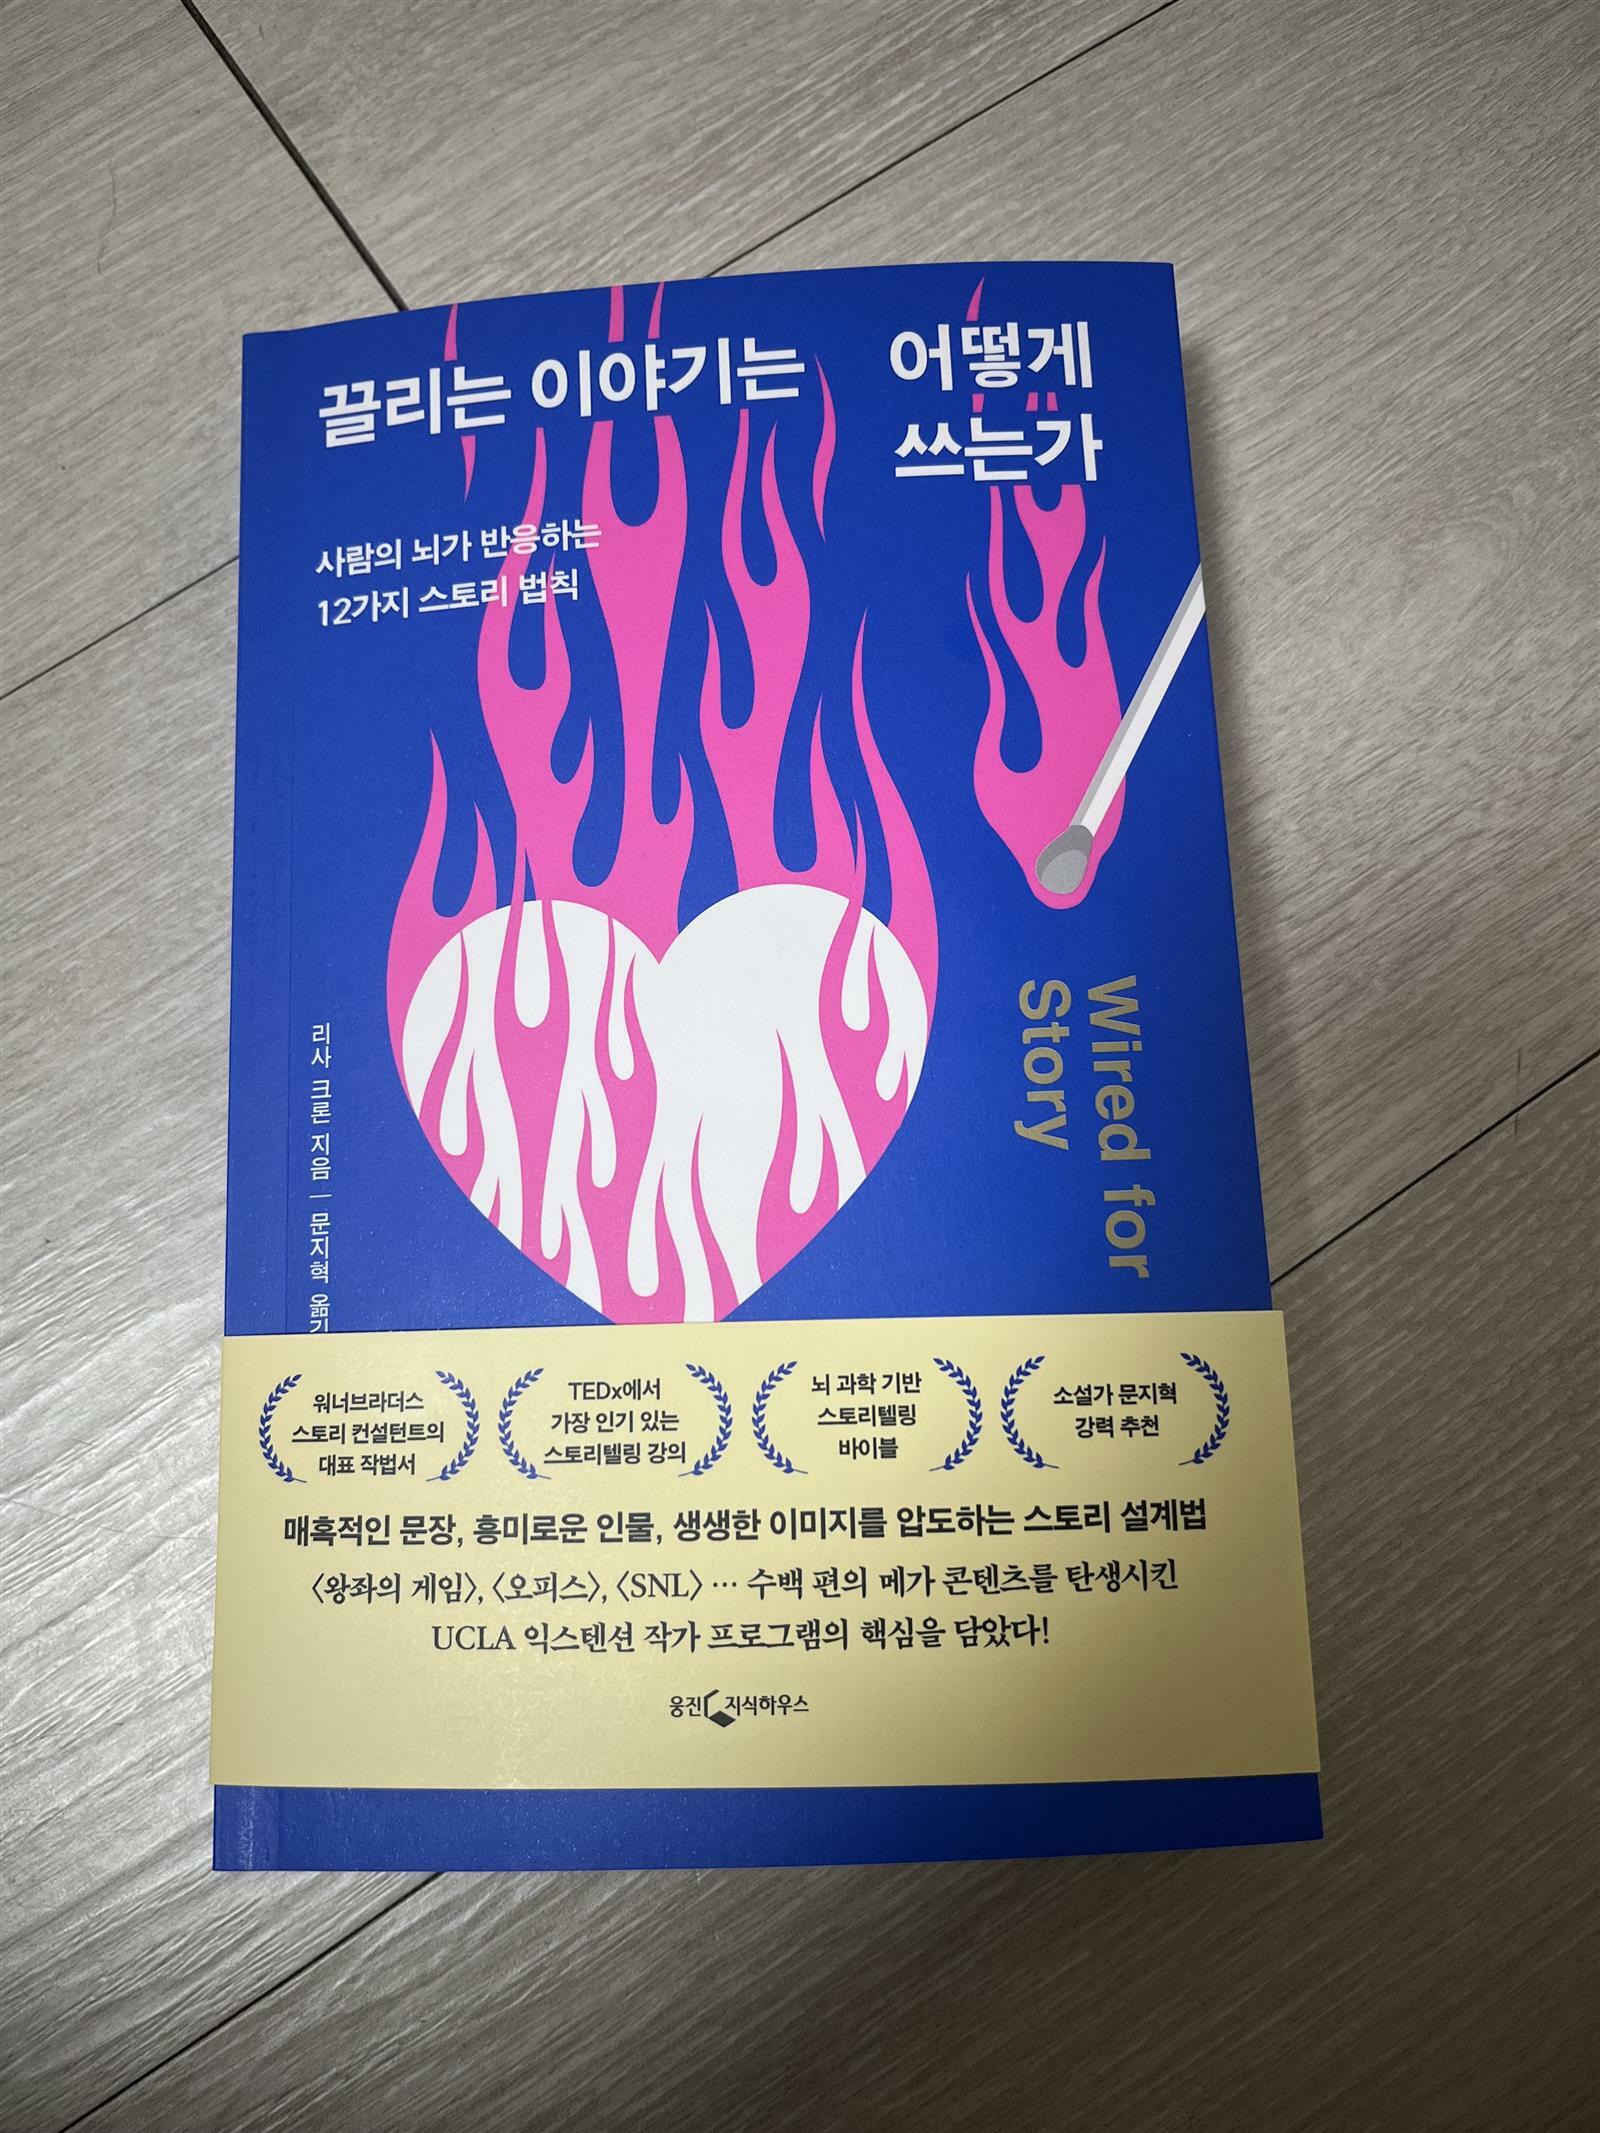 끌리는 이야기는 어떻게
쓰는가
사람의 뇌가 반응하는
12가지 스토리 법칙
Wired for
Story
리사 크론 지음 | 문지혁 옮김
워너브라더스
스토리 컨설턴트의
대표 작법서
TEDx에서
가장 인기 있는
스토리텔링 강의
뇌 과학 기반
스토리텔링
바이블
소설가 문지혁
강력 추천
매혹적인 문장, 흥미로운 인물, 생생한 이미지를 압도하는 스토리 설계법
〈왕좌의 게임〉, 〈오피스〉, 〈SNL〉 … 수백 편의 메가 콘텐츠를 탄생시킨
UCLA 익스텐션 작가 프로그램의 핵심을 담았다!
웅진 지식하우스